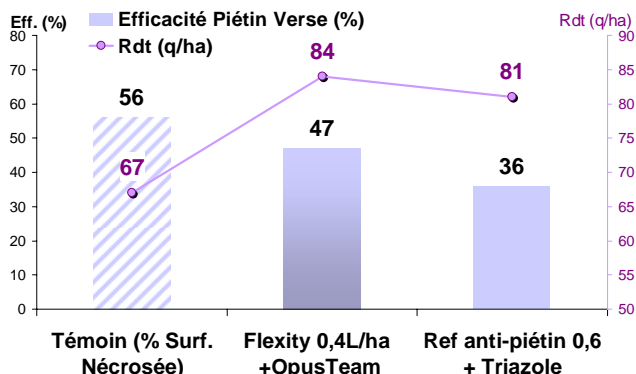 Eff. (%)
Efficacité Piétin Verse (%)
Rdt (q/ha)
Rdt (q/ha)
80
70
60
50
40
30
20
10
0
56
67
84
47
81
36
90
85
80
75
70
65
60
55
50
Témoin (% Surf.
Nécrosée)
Flexity 0,4L/ha
+OpusTeam
Ref anti-piétin 0,6
+ Triazole